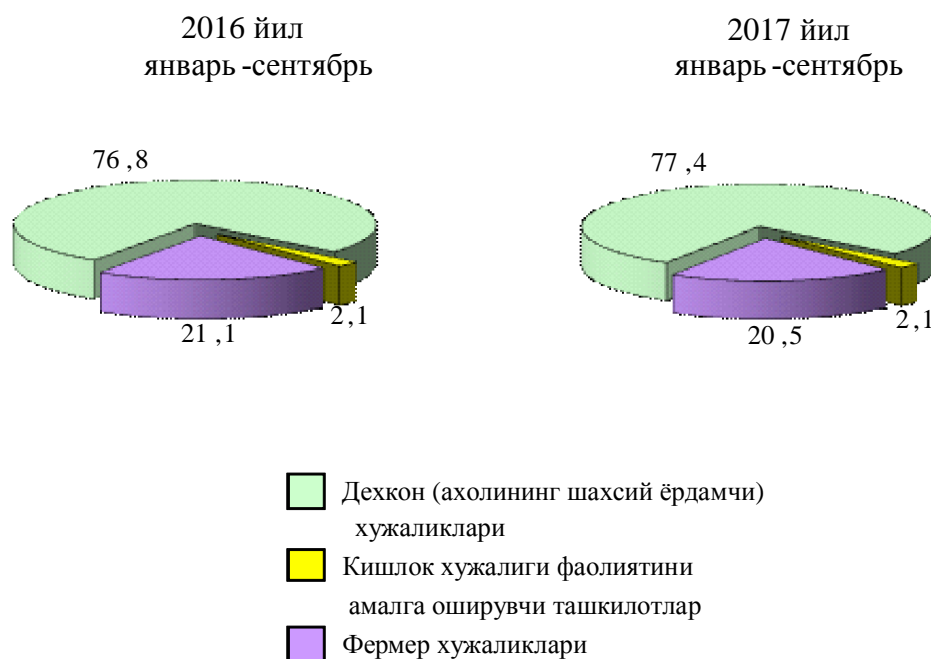 2016 йил
январь -сентябрь
76 ,8
21 ,1
2,1
2017 йил
январь -сентябрь
77 ,4
20 ,5
2,1
Дехкон (ахолининг шахсий ёрдамчи)
хужаликлари
Кишлок хужалиги фаолиятини
амалга оширувчи ташкилотлар
Фермер хужаликлари